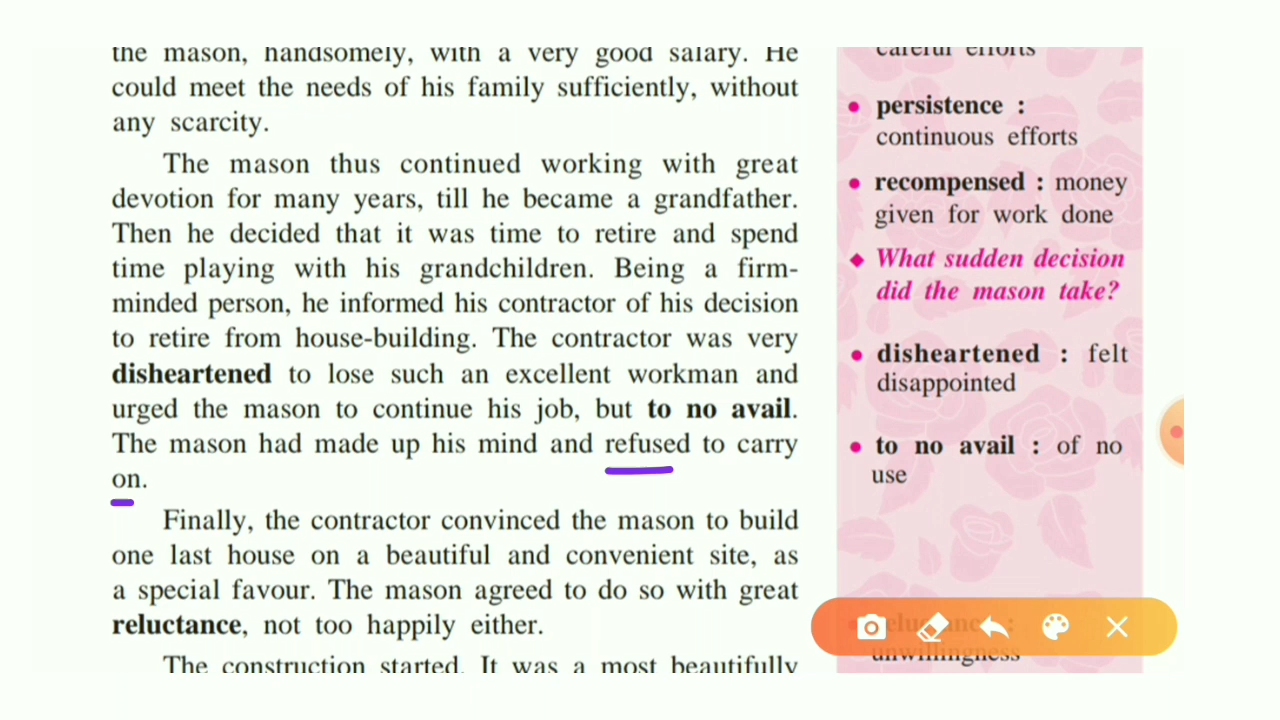 the mason, handsomely, with a very good salary. He
could meet the needs of his family sufficiently, without
any scarcity.
The mason thus continued working with great
devotion for many years, till he became a grandfather.
Then he decided that it was time to retire and spend
time playing with his grandchildren. Being a firm-
minded person, he informed his contractor of his decision
to retire from house-building. The contractor was very
disheartened to lose such an excellent workman and
urged the mason to continue his job, but to no avail.
The mason had made up his mind and refused to carry
on.
Finally, the contractor convinced the mason to build
one last house on a beautiful and convenient site, as
a special favour. The mason agreed to do so with great
reluctance, not too happily either.
The construction started. It was a most beautifully
careful efforts
• persistence :
continuous efforts
• recompensed : money
given for work done
◆ What sudden decision
did the mason take?
• disheartened : felt
disappointed
• to no avail : of no
use
reluctance :
unwillingness